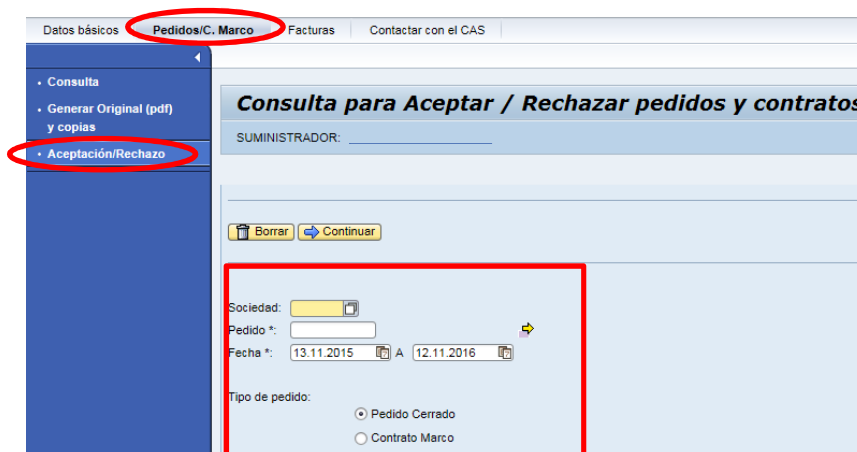 Datos básicos Pedidos/C. Marco Facturas Contactar con el CAS
Consulta
Generar Original (pdf)
y copias
Aceptación/Rechazo
Consulta para Aceptar / Rechazar pedidos y contratos
SUMINISTRADOR:
Borrar Continuar
Sociedad:
Pedido *:
Fecha *: 13.11.2015 A 12.11.2016
Tipo de pedido:
Pedido Cerrado
Contrato Marco